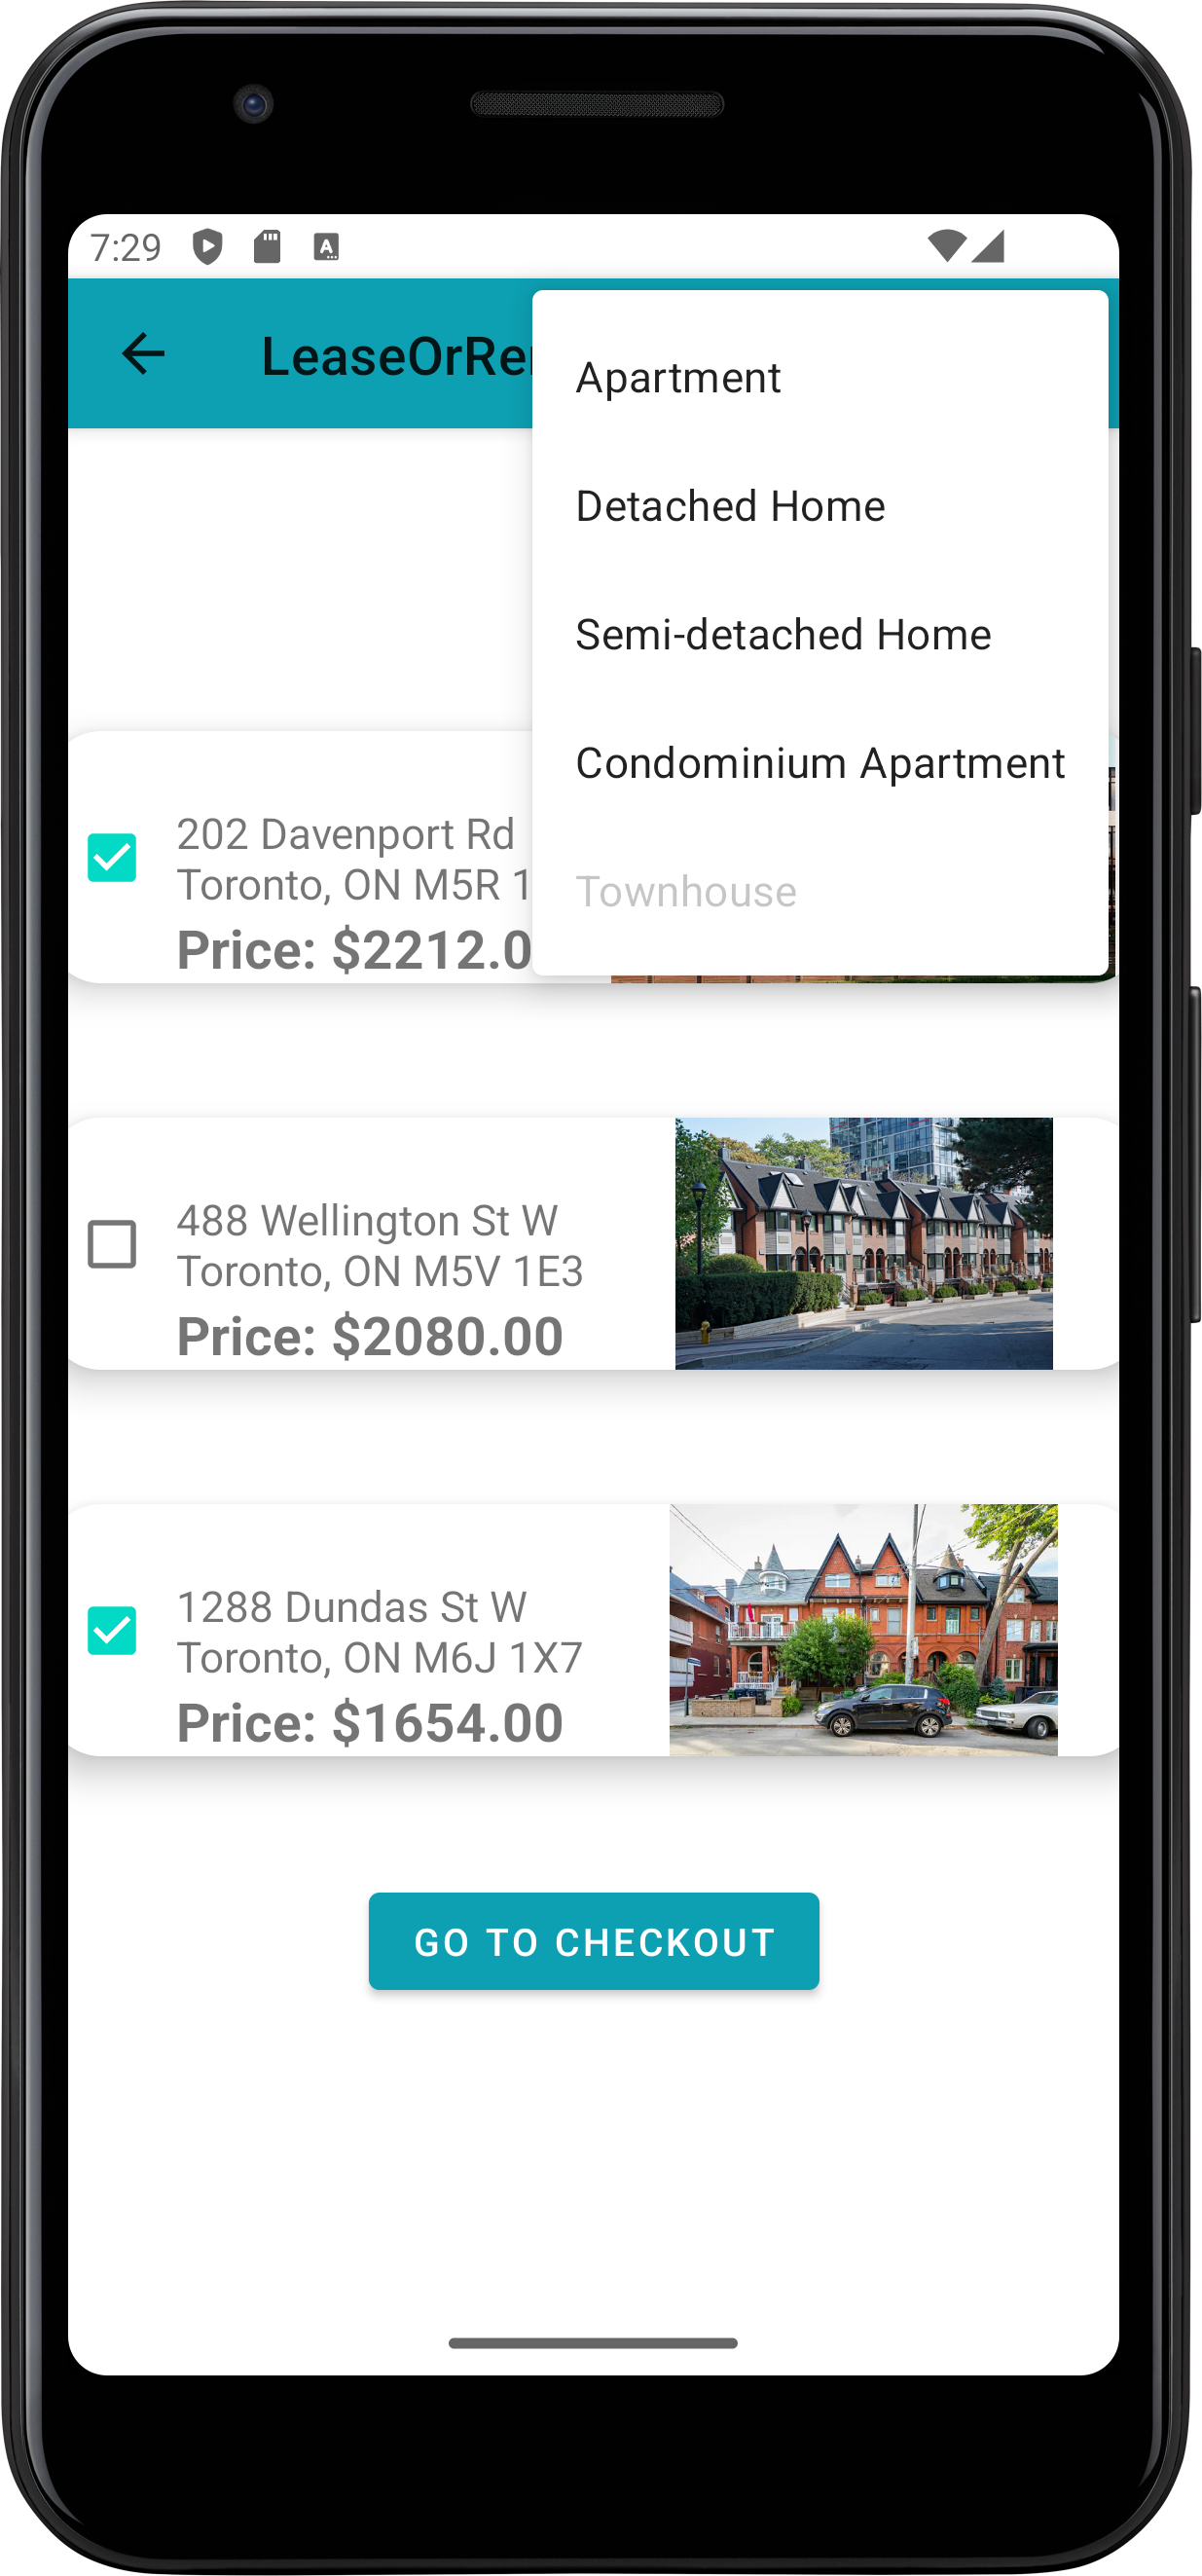 7:29
LeaseOrRe
Apartment
Detached Home
Semi-detached Home
Condominium Apartment
Townhouse
202 Davenport Rd
Toronto, ON M5R 1
Price: $2212.0
488 Wellington St W
Toronto, ON M5V 1E3
Price: $2080.00
1288 Dundas St W
Toronto, ON M6J 1X7
Price: $1654.00
GO TO CHECKOUT